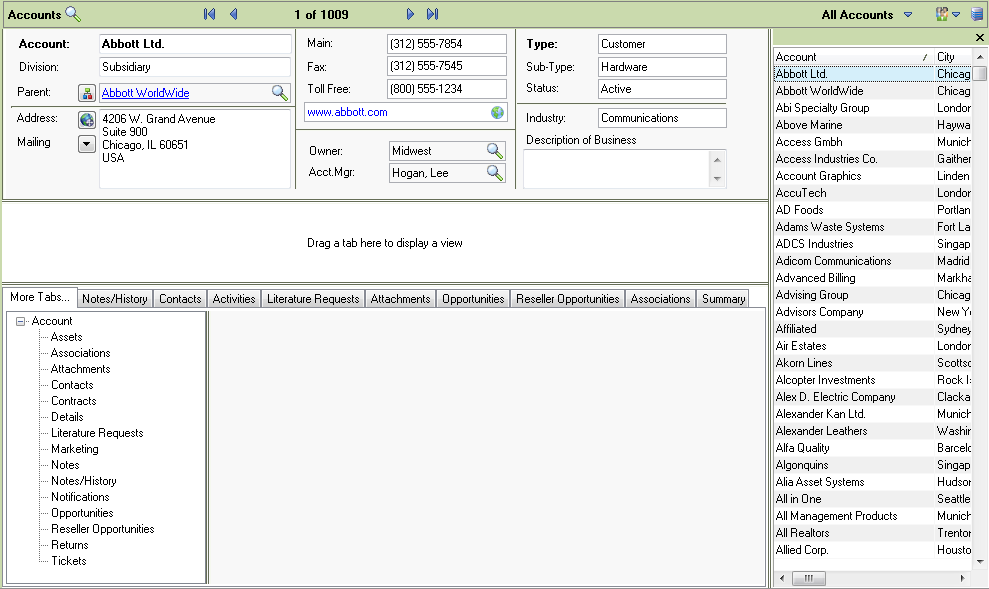 Accounts
1 of 1009
All Accounts
Account:
Abbott Ltd.
Division:
Subsidiary
Parent:
Abbott WorldWide
Address:
4206 W. Grand Avenue
Suite 900
Chicago, IL 60651
USA
Mailing
Main:
(312) 555-7854
Fax:
(312) 555-7545
Toll Free:
(800) 555-1234
www.abbott.com
Owner:
Midwest
Acct.Mgr:
Hogan, Lee
Type:
Customer
Sub-Type:
Hardware
Status:
Active
Industry:
Communications
Description of Business
Drag a tab here to display a view
More Tabs... Notes/History Contacts Activities Literature Requests Attachments Opportunities Reseller Opportunities Associations Summary
Account
Assets
Associations
Attachments
Contacts
Contracts
Details
Literature Requests
Marketing
Notes
Notes/History
Notifications
Opportunities
Reseller Opportunities
Returns
Tickets
Account / City
Abbott Ltd. Chicag
Abbott WorldWide Chicag
Abi Specialty Group London
Above Marine Haywa
Access Gmbh Munich
Access Industries Co. Gaither
Account Graphics Linden
AccuTech London
AD Foods Portlan
Adams Waste Systems Fort La
ADCS Industries Singap
Adicom Communications Madrid
Advanced Billing Markha
Advising Group Chicag
Advisors Company New Y
Affiliated Sydney
Air Estates London
Akorn Lines Scottsc
Alcopter Investments Rock I
Alex D. Electric Company Clacka
Alexander Kan Ltd. Munich
Alexander Leathers Washin
Alfa Quality Barcelo
Algonquins Singap
Alia Asset Systems Hudsor
All in One Seattle
All Management Products Munich
All Realtors Trentor
Allied Corp. Housto